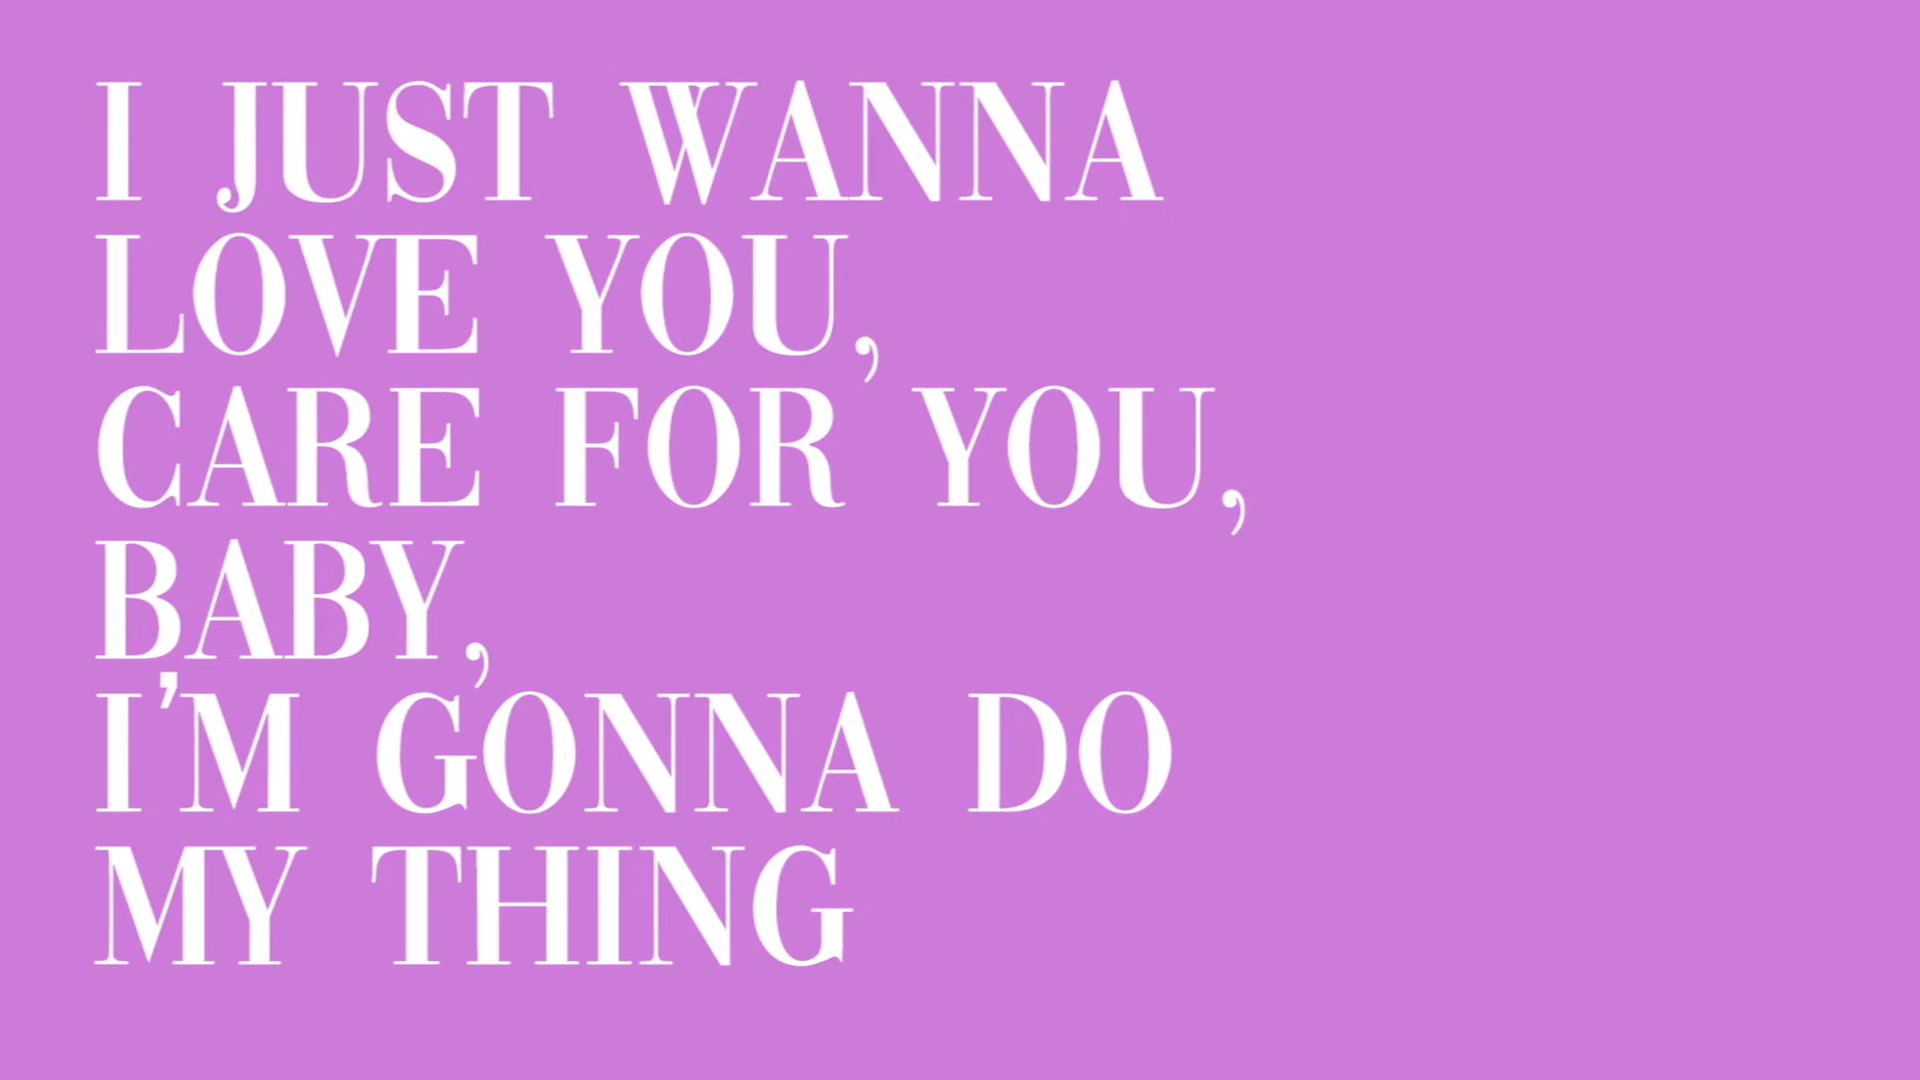 I JUST WANNA
LOVE YOU,
CARE FOR YOU,
BABY,
I'M GONNA DO
MY THING